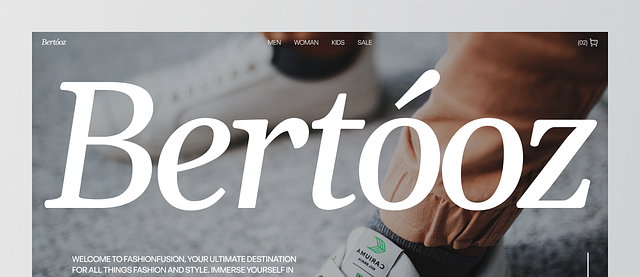 Bertóoz
MEN WOMAN KIDS SALE
(02)
Bertóoz
WELCOME TO FASHIONFUSION, YOUR ULTIMATE DESTINATION
FOR ALL THINGS FASHION AND STYLE. IMMERSE YOURSELF IN
CARIUMA